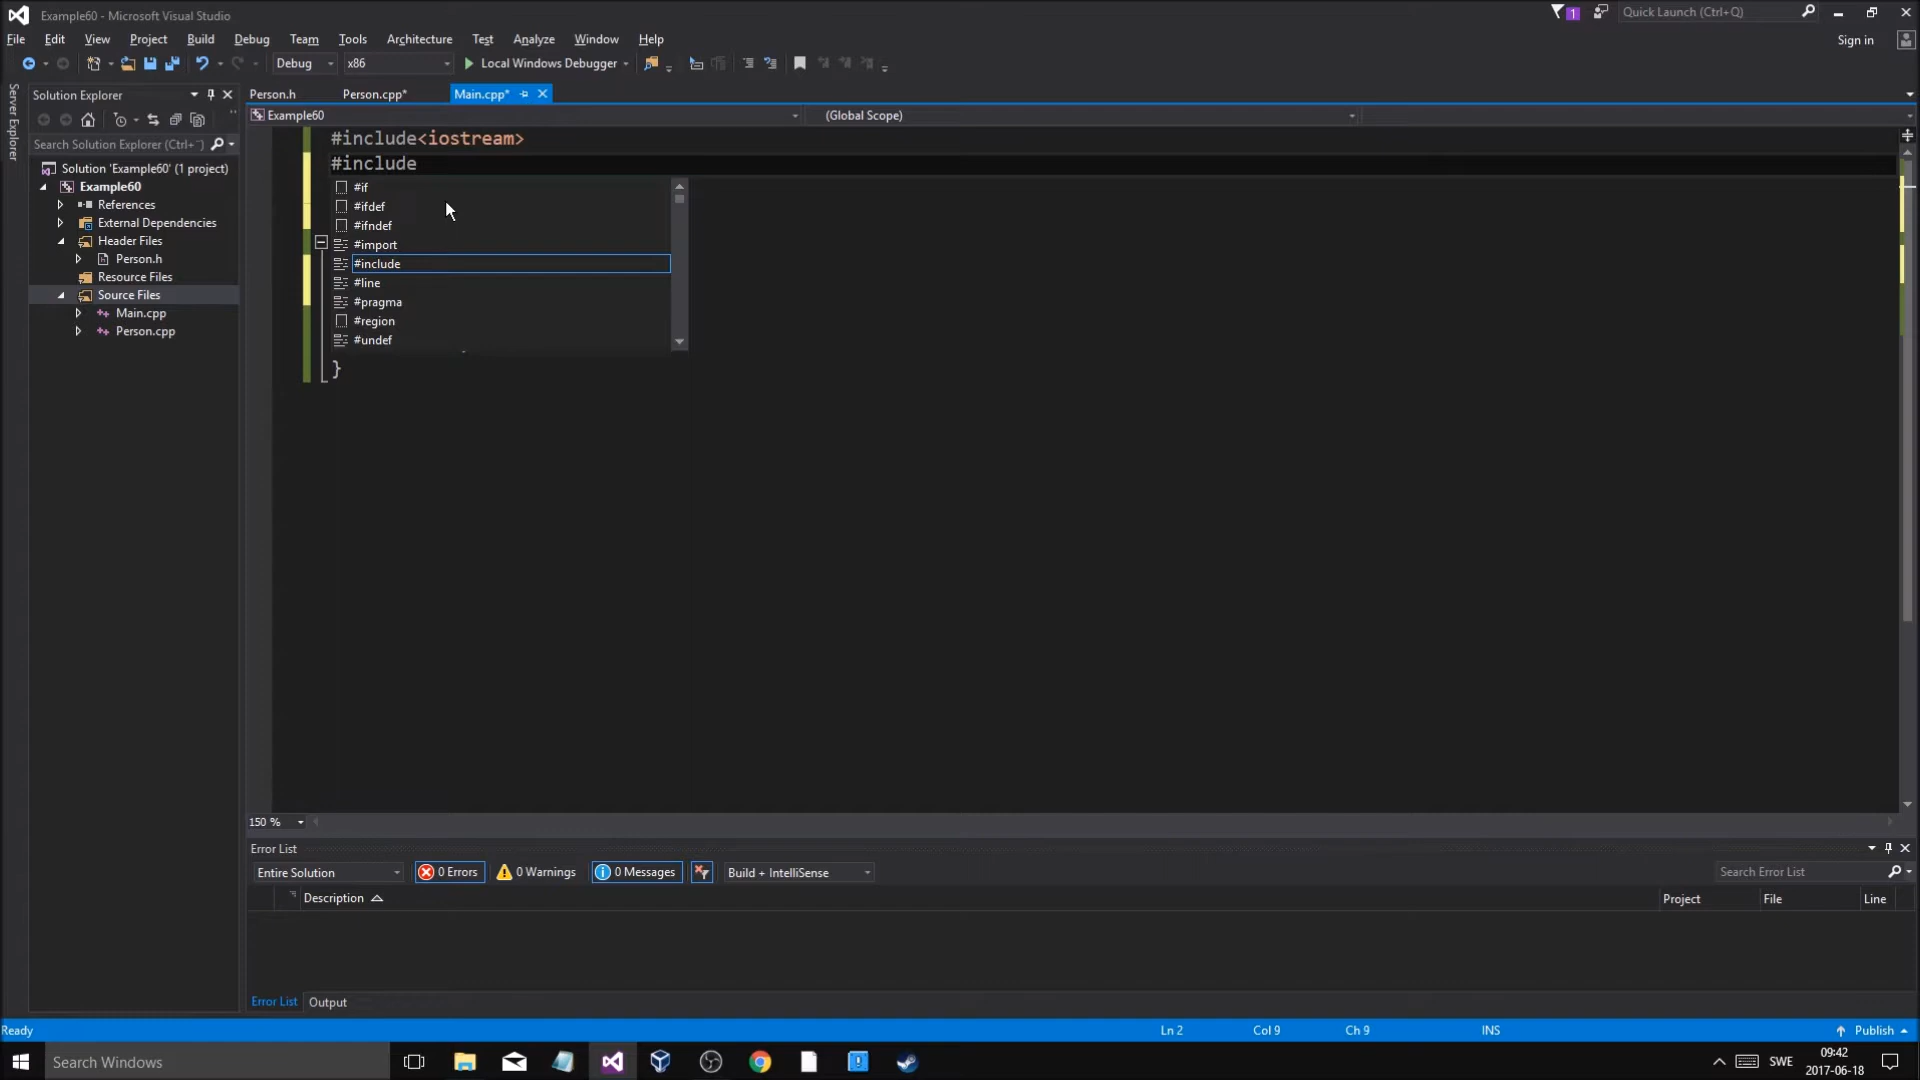 Example60 - Microsoft Visual Studio
1
Quick Launch (Ctrl+Q)
File Edit View Project Build Debug Team Tools Architecture Test Analyze Window Help
Sign in
Debug x86 Local Windows Debugger
Server Explorer
Solution Explorer
Person.h Person.cpp* Main.cpp*
Example60 (Global Scope)
Search Solution Explorer (Ctrl+¨)
Solution 'Example60' (1 project)
Example60
References
External Dependencies
Header Files
Person.h
Resource Files
Source Files
Main.cpp
Person.cpp
#include<iostream>
#include
#if
#ifdef
#ifndef
#import
#include
#line
#pragma
#region
#undef
}
150 %
Error List
Entire Solution 0 Errors 0 Warnings 0 Messages Build + IntelliSense Search Error List
Description Project File Line
Error List Output
Ready Ln 2 Col 9 Ch 9 INS Publish
Search Windows
SWE
09:42
2017-06-18